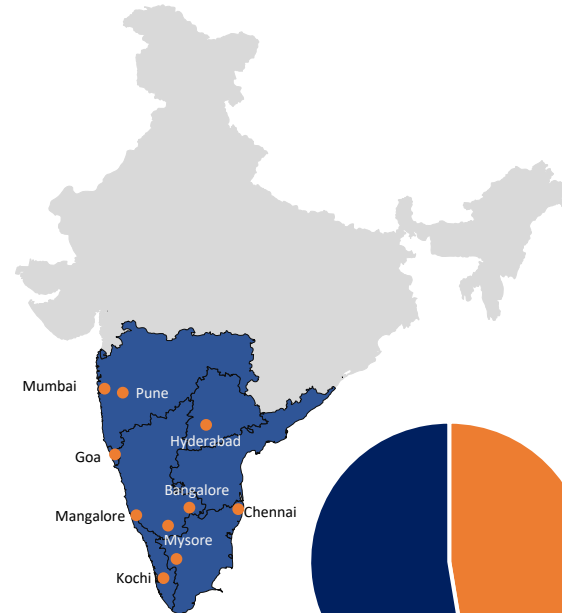 Mumbai
Pune
Hyderabad
Goa
Bangalore
Chennai
Mangalore
Mysore
Kochi